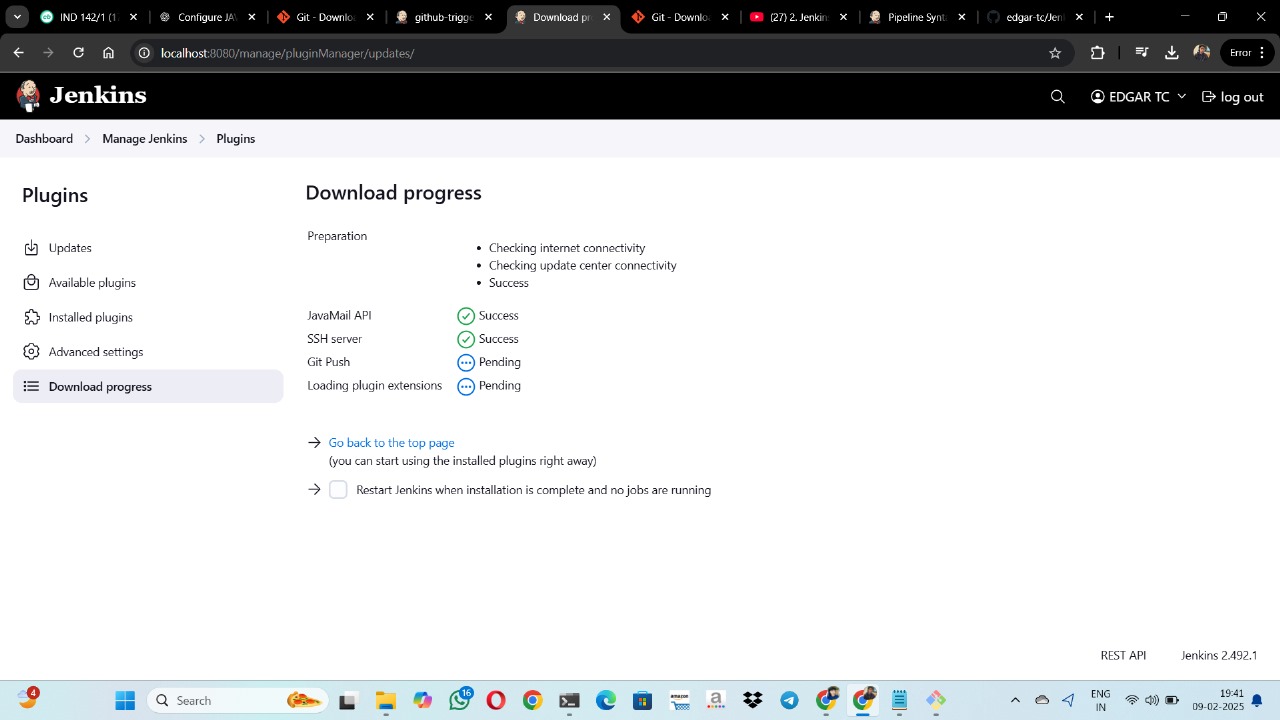 IND 142/1 (1
Configure JA
Git - Downlo
github-trigge
Download pr
Git - Downlo
(27) 2. Jenkin
Pipeline Synta
edgar-tc/Jen
localhost:8080/manage/pluginManager/updates/
Error
Jenkins
EDGAR TC
log out
Dashboard
Manage Jenkins
Plugins
Plugins
Updates
Available plugins
Installed plugins
Advanced settings
Download progress
Download progress
Preparation
Checking internet connectivity
Checking update center connectivity
Success
JavaMail API Success
SSH server Success
Git Push Pending
Loading plugin extensions Pending
Go back to the top page
(you can start using the installed plugins right away)
Restart Jenkins when installation is complete and no jobs are running
REST API Jenkins 2.492.1
4
Search
16
amazon
a
ENG
IN
19:41
09-02-2025